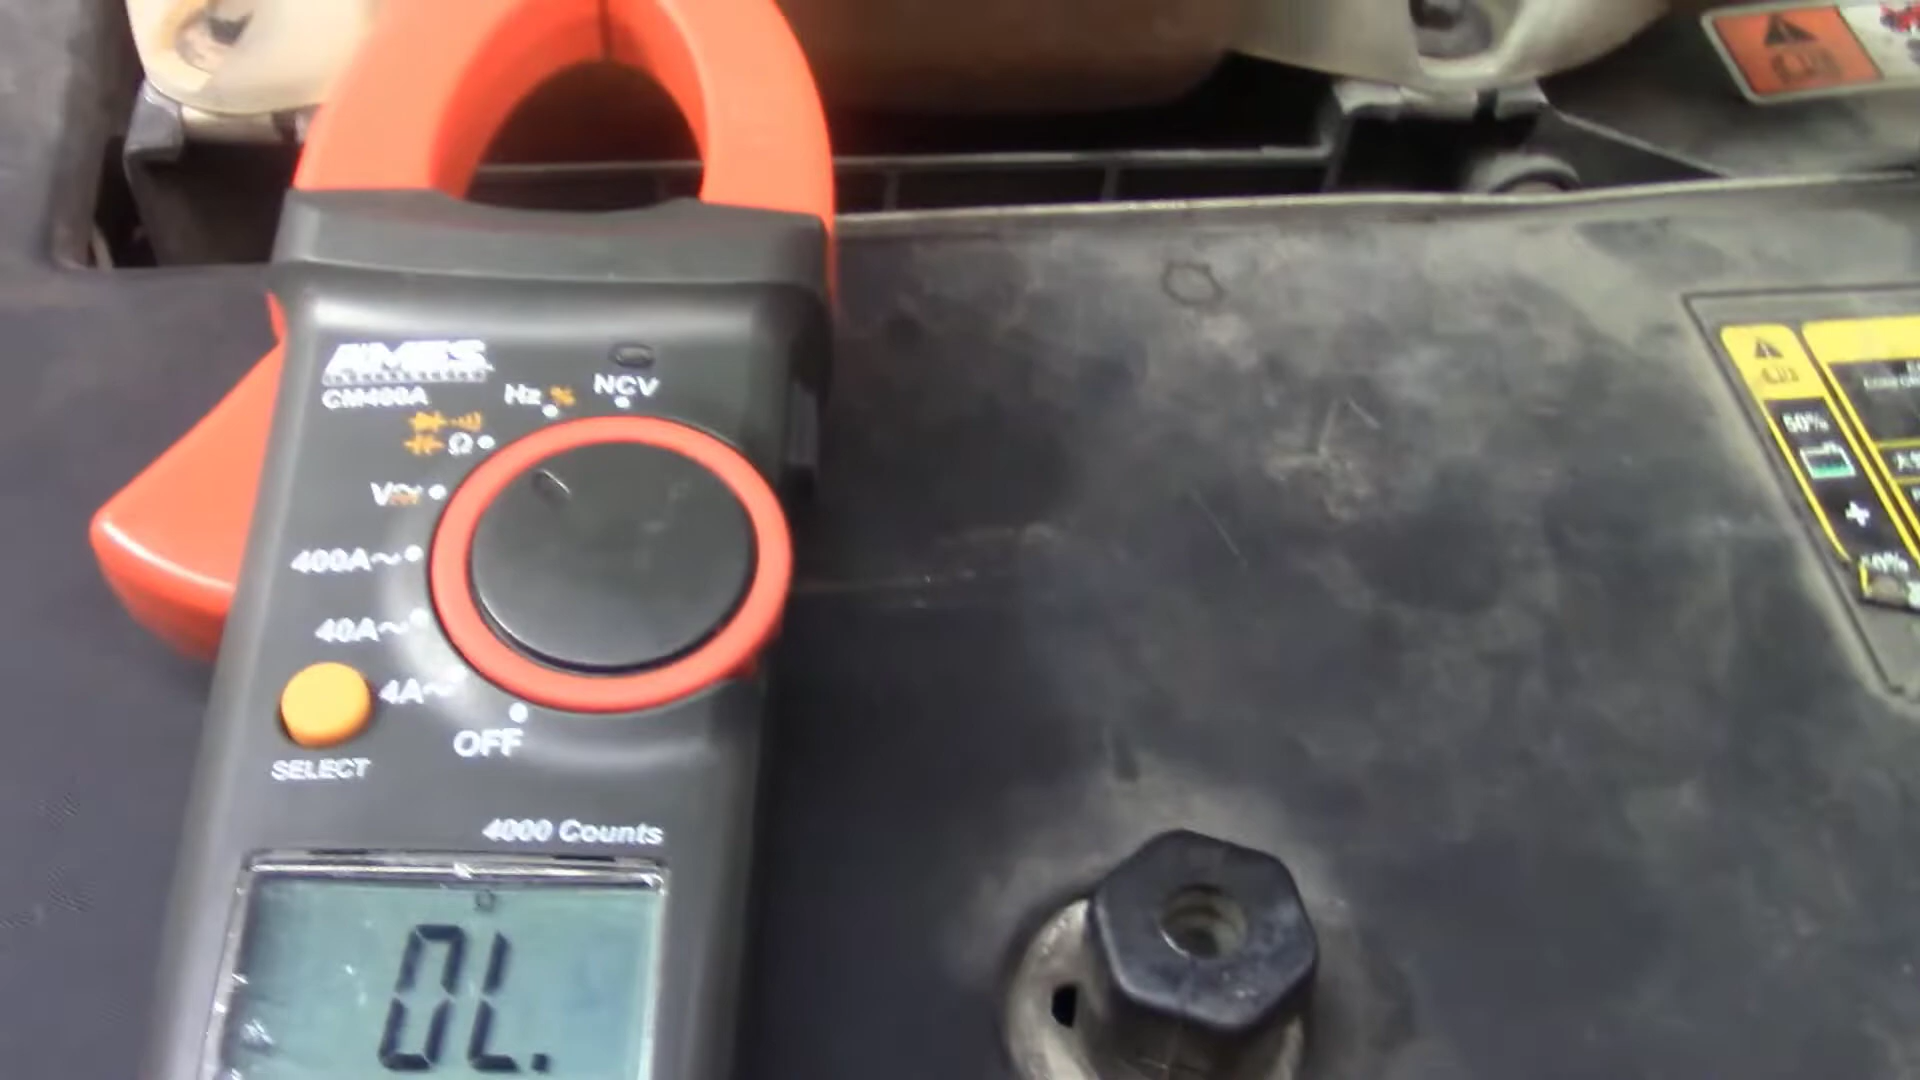 AMES
CM400A
Hz %
NCV
Ω
V
400A~
40A~
4A~
OFF
SELECT
4000 Counts
0L.
50%
+